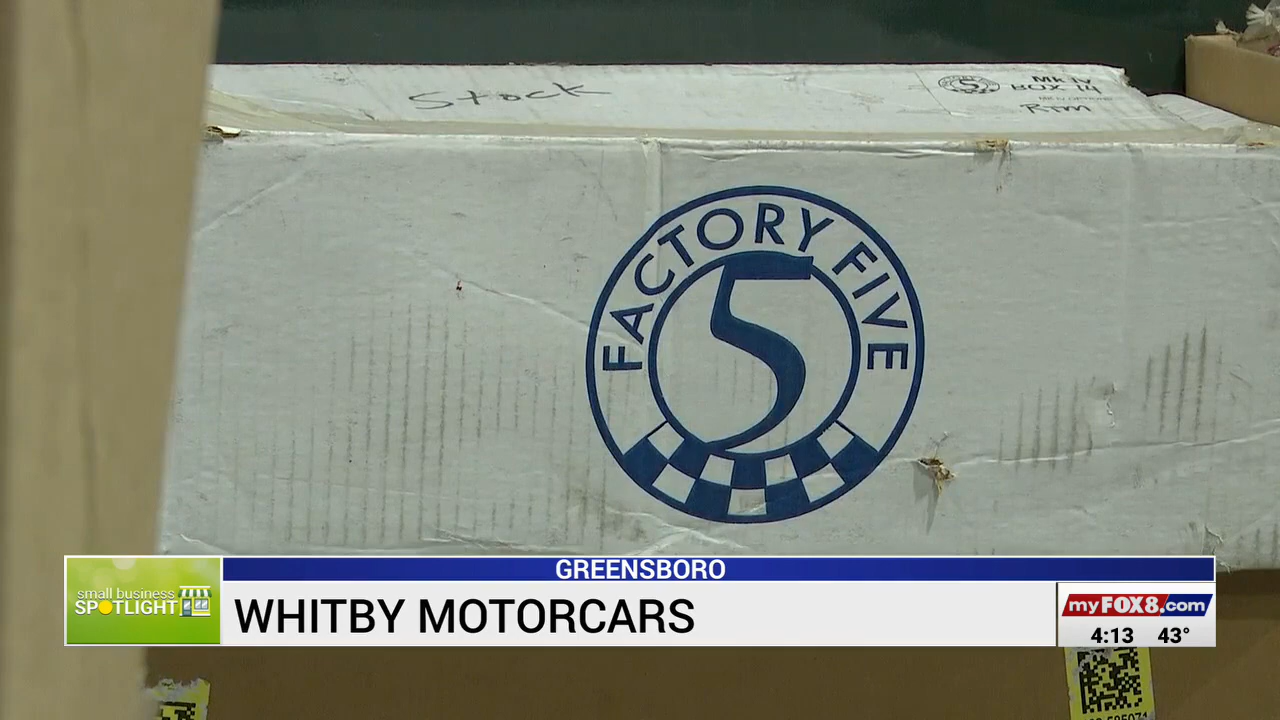 Stock
5
MK IV
BOX 14
FACTORY FIVE
5
GREENSBORO
small business
SPOTLIGHT
WHITBY MOTORCARS
myFOX8.com
4:13 43°